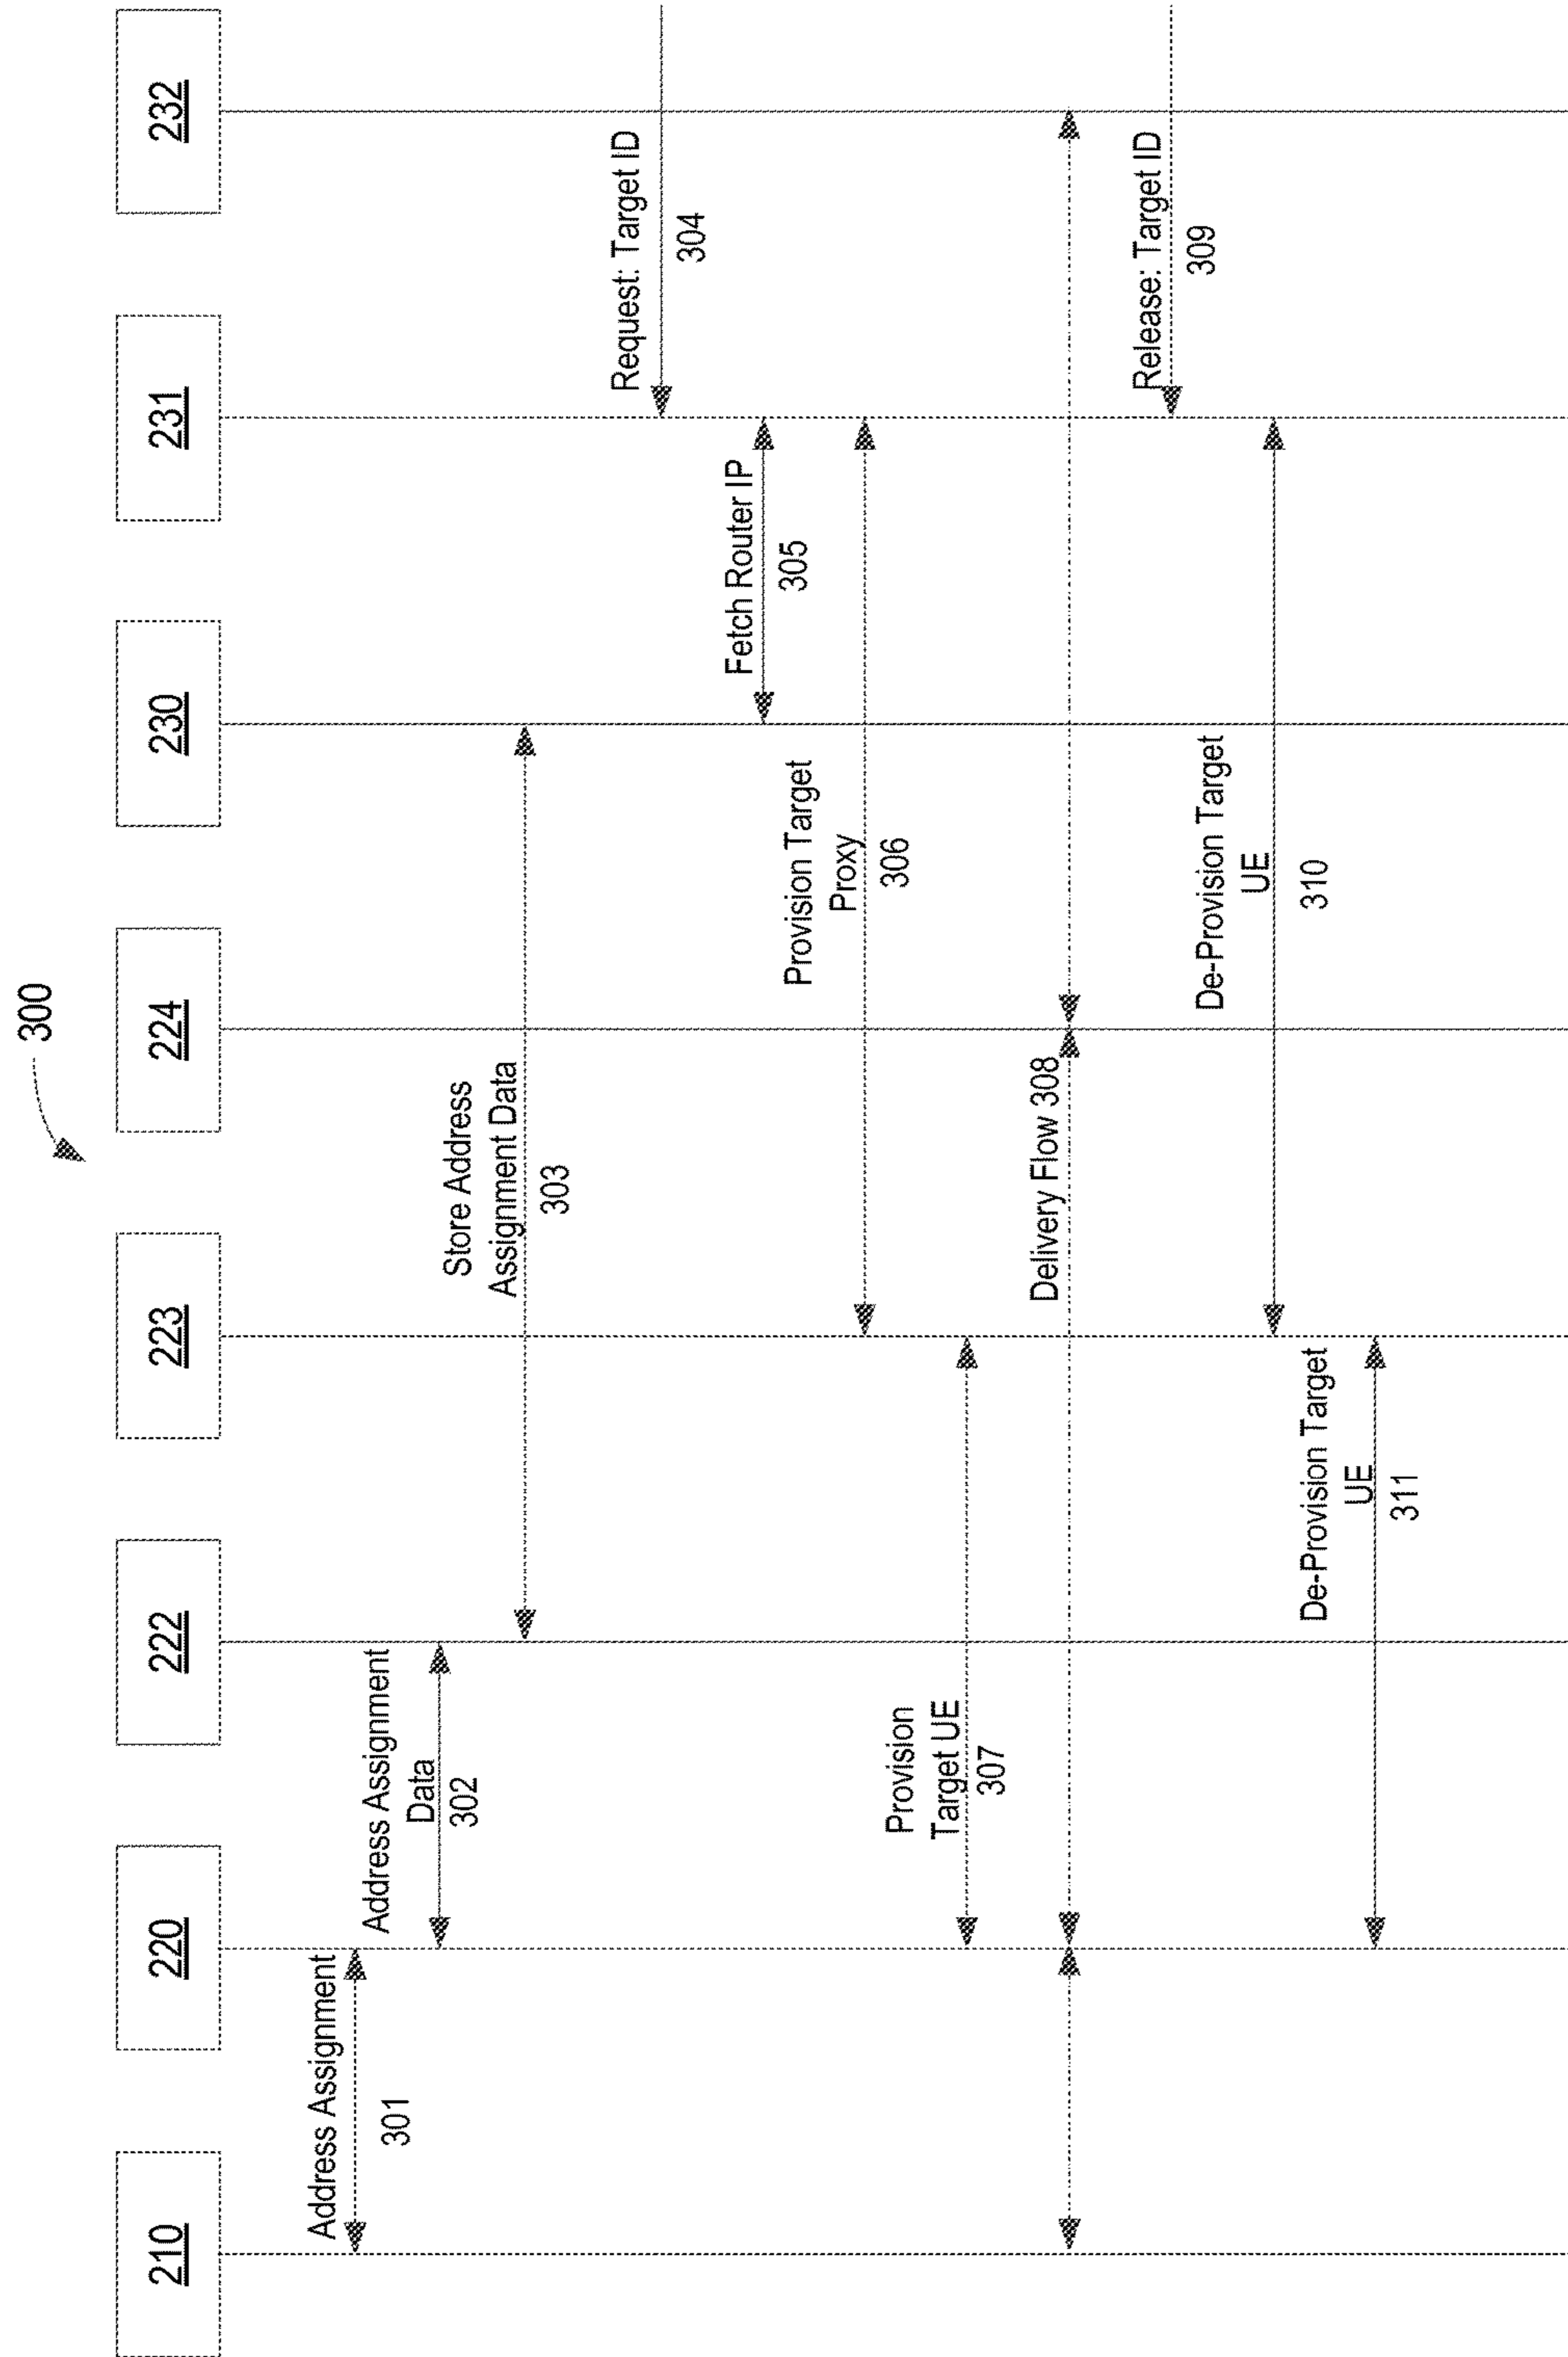 300
210
220
222
223
224
230
231
232
Address Assignment
301
Address Assignment
Data
302
Store Address
Assignment Data
303
Request: Target ID
304
Fetch Router IP
305
Provision Target
Proxy
306
Provision
Target UE
307
Delivery Flow 308
Release: Target ID
309
De-Provision Target
UE
310
De-Provision Target
UE
311